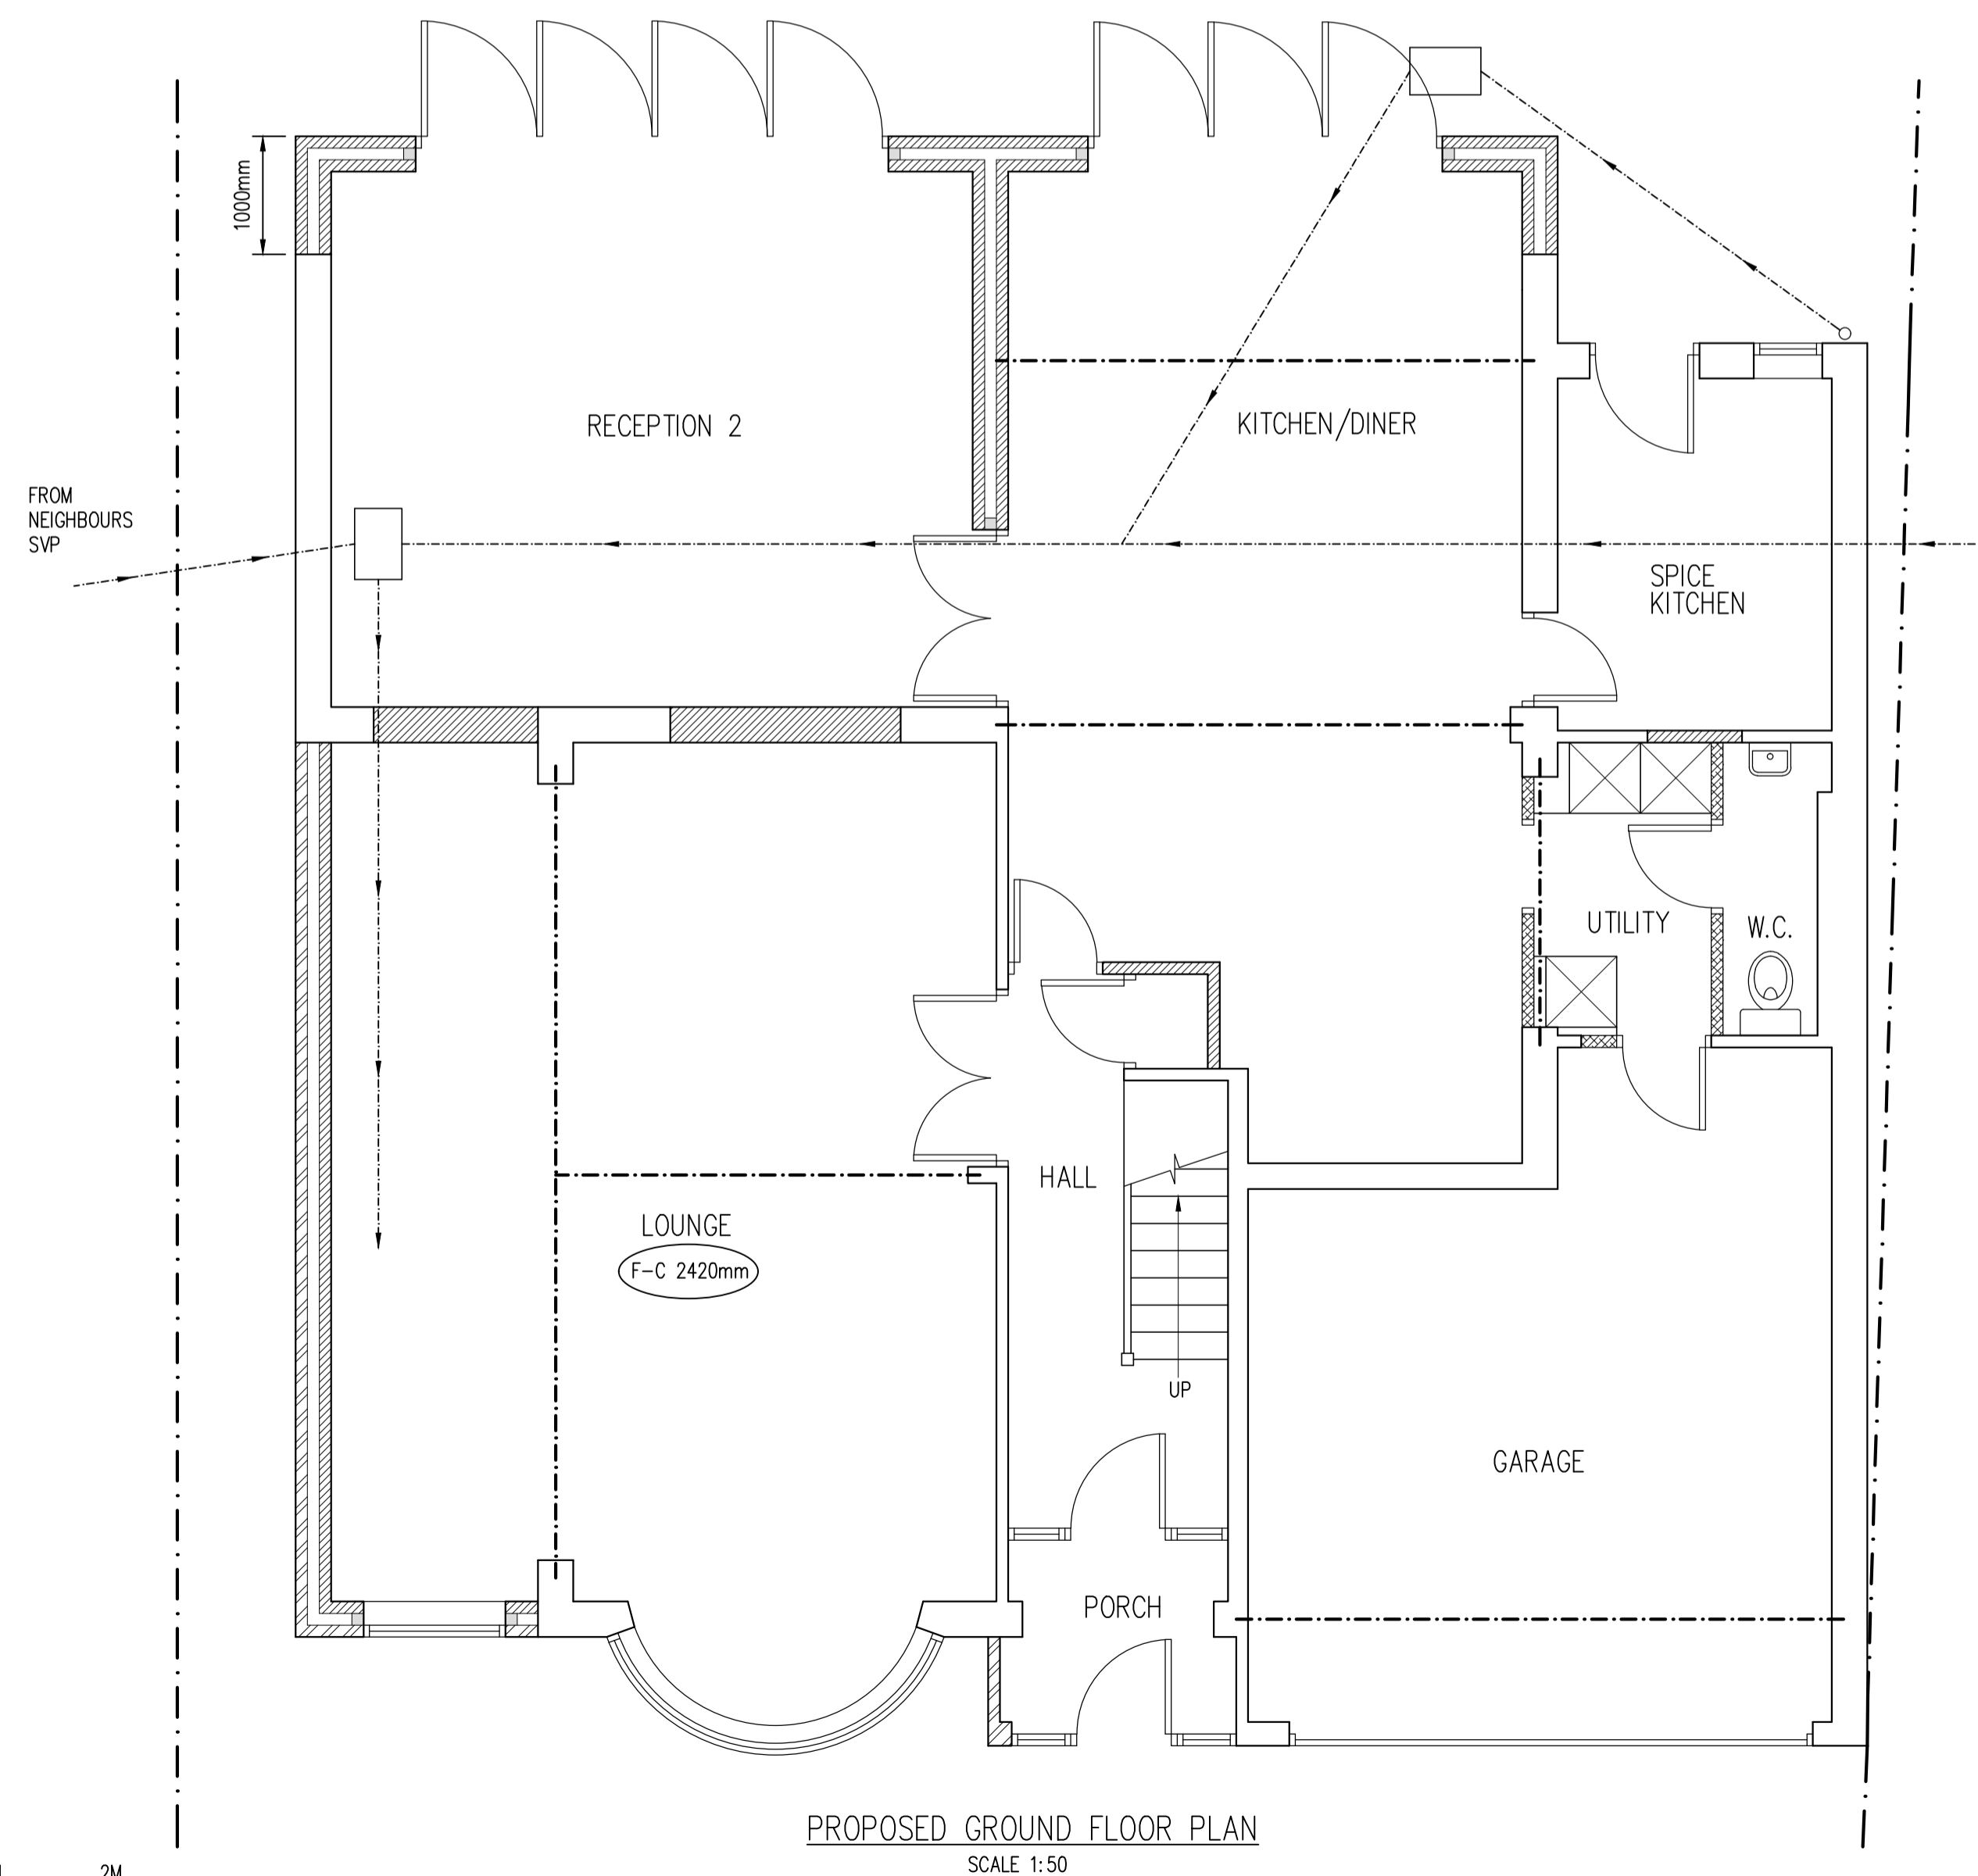 1000mm
RECEPTION 2
KITCHEN/DINER
FROM
NEIGHBOURS
SVP
SPICE
KITCHEN
UTILITY
W.C.
HALL
LOUNGE
F-C 2420mm
UP
GARAGE
PORCH
PROPOSED GROUND FLOOR PLAN
SCALE 1:50
2M